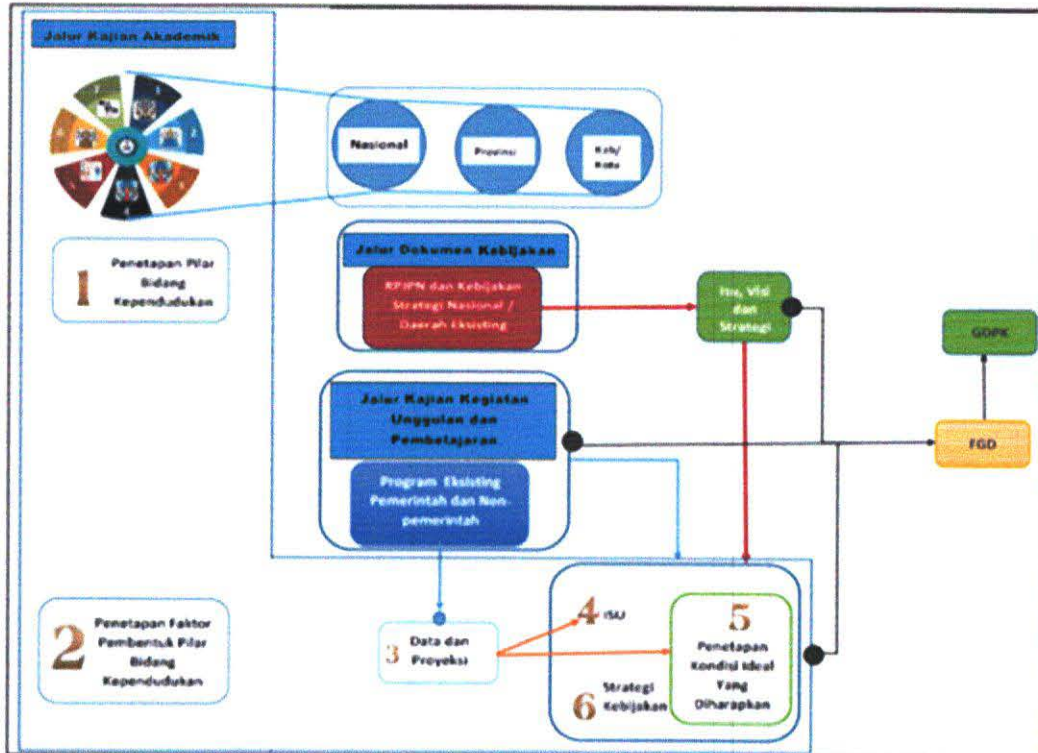 Jalur Kajian Akademik
Nasional
Provinsi
Kab/
Kota
1
Penetapan Pilar
Bidang
Kependudukan
Jalur Dokumen Kebijakan
RPJPN dan Kebijakan
Strategi Nasional /
Daerah Eksisting
Isu, Visi
dan
Strategi
GDPK
FGD
Jalur Kajian Kegiatan
Unggulan dan
Pembelajaran
Program Eksisting
Pemerintah dan Non-
pemerintah
2
Penetapan Faktor
Pembentuk Pilar
Bidang
Kependudukan
3
Data dan
Proyeksi
4
ISU
5
Penetapan
Kondisi Ideal
Yang
Diharapkan
6
Strategi
Kebijakan